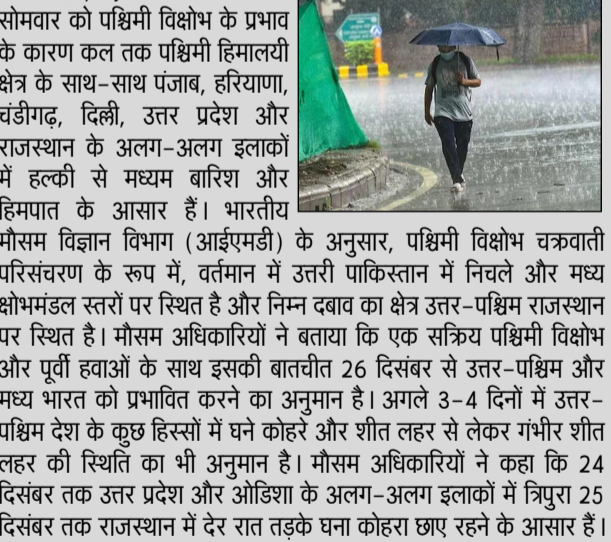 सोमवार को पश्चिमी विक्षोभ के प्रभाव
के कारण कल तक पश्चिमी हिमालयी
क्षेत्र के साथ-साथ पंजाब, हरियाणा,
चंडीगढ़, दिल्ली, उत्तर प्रदेश और
राजस्थान के अलग-अलग इलाकों
में हल्की से मध्यम बारिश और
हिमपात के आसार हैं। भारतीय
मौसम विज्ञान विभाग (आईएमडी) के अनुसार, पश्चिमी विक्षोभ चक्रवाती
परिसंचरण के रूप में, वर्तमान में उत्तरी पाकिस्तान में निचले और मध्य
क्षोभमंडल स्तरों पर स्थित है और निम्न दबाव का क्षेत्र उत्तर-पश्चिम राजस्थान
पर स्थित है। मौसम अधिकारियों ने बताया कि एक सक्रिय पश्चिमी विक्षोभ
और पूर्वी हवाओं के साथ इसकी बातचीत 26 दिसंबर से उत्तर-पश्चिम और
मध्य भारत को प्रभावित करने का अनुमान है। अगले 3-4 दिनों में उत्तर-
पश्चिम देश के कुछ हिस्सों में घने कोहरे और शीत लहर से लेकर गंभीर शीत
लहर की स्थिति का भी अनुमान है। मौसम अधिकारियों ने कहा कि 24
दिसंबर तक उत्तर प्रदेश और ओडिशा के अलग-अलग इलाकों में त्रिपुरा 25
दिसंबर तक राजस्थान में देर रात तड़के घना कोहरा छाए रहने के आसार हैं।